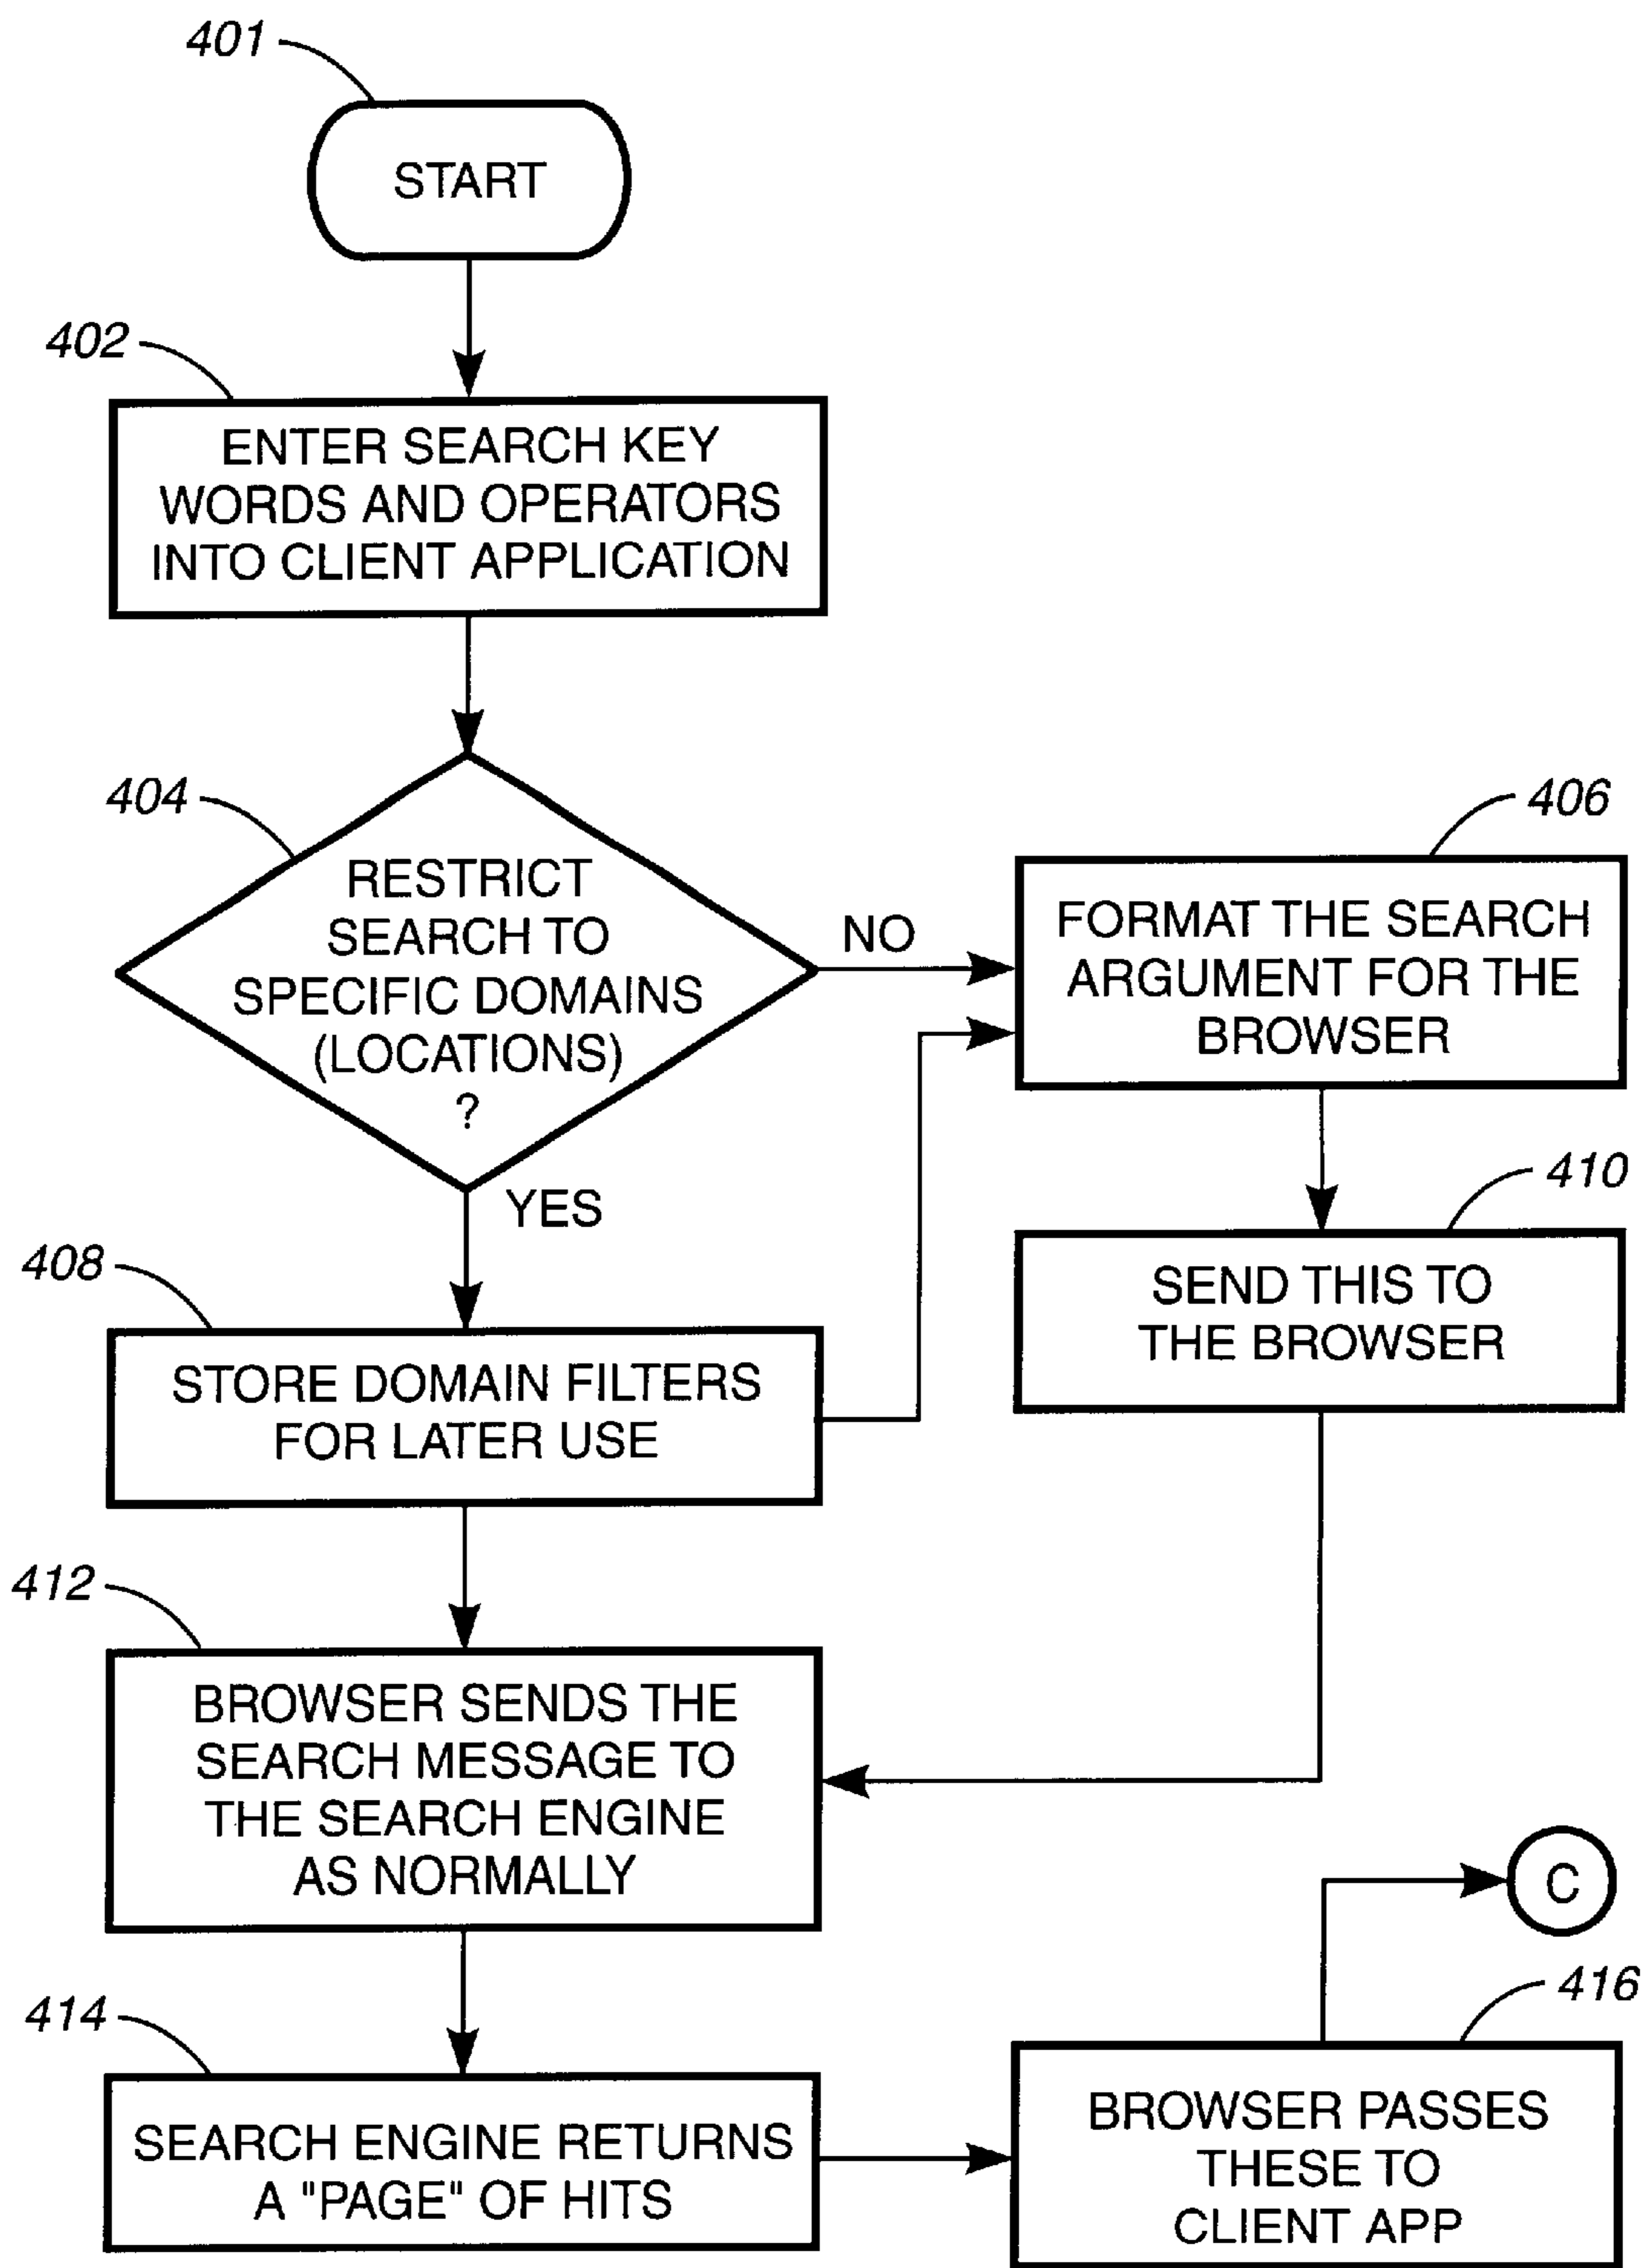 401
START
402
ENTER SEARCH KEY
WORDS AND OPERATORS
INTO CLIENT APPLICATION
404
RESTRICT
SEARCH TO
SPECIFIC DOMAINS
(LOCATIONS)
?
NO
YES
406
FORMAT THE SEARCH
ARGUMENT FOR THE
BROWSER
408
STORE DOMAIN FILTERS
FOR LATER USE
410
SEND THIS TO
THE BROWSER
412
BROWSER SENDS THE
SEARCH MESSAGE TO
THE SEARCH ENGINE
AS NORMALLY
414
SEARCH ENGINE RETURNS
A "PAGE" OF HITS
416
BROWSER PASSES
THESE TO
CLIENT APP
C